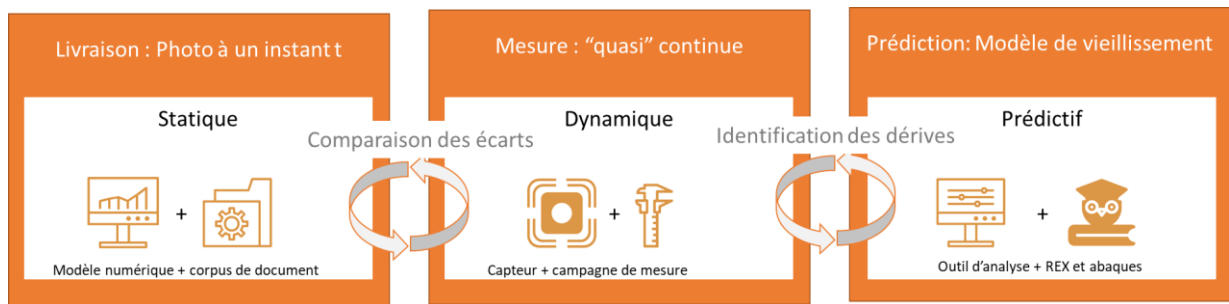 Livraison : Photo à un instant t
Statique
+
Modèle numérique + corpus de document
Comparaison des écarts
Mesure : “quasi” continue
Dynamique
+
Capteur + campagne de mesure
Identification des dérives
Prédiction: Modèle de vieillissement
Prédictif
+
Outil d’analyse + REX et abaques